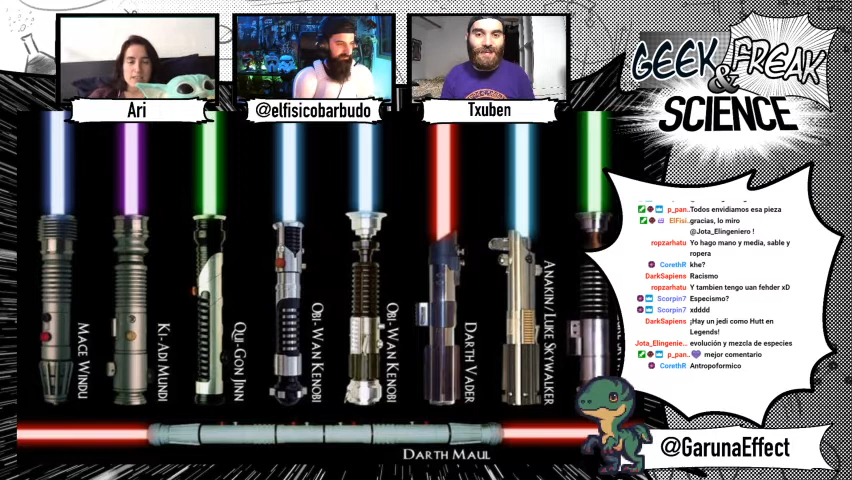 GEEK
&
FREAK
SCIENCE
Ari
@elfisicobarbudo
Txuben
MACE WINDU
KI-ADI MUNDI
QUI-GON JINN
OBI-WAN KENOBI
OBI-WAN KENOBI
DARTH VADER
ANAKIN/LUKE SKYWALKER
DARTH MAUL
p_pan.. Todos envidiamos esa pieza
ElFisi.. gracias, lo miro
@Jota_Elingeniero !
ropzarhatu Yo hago mano y media, sable y
ropera
CorethR khe?
DarkSapiens Racismo
ropzarhatu Y tambien tengo uan fehder xD
Scorpin7 Especismo?
Scorpin7 xdddd
DarkSapiens ¡Hay un jedi como Hutt en
Legends!
Jota_Elingenie... evolución y mezcla de especies
p_pan.. 💜 mejor comentario
CorethR Antropoformico
@GarunaEffect